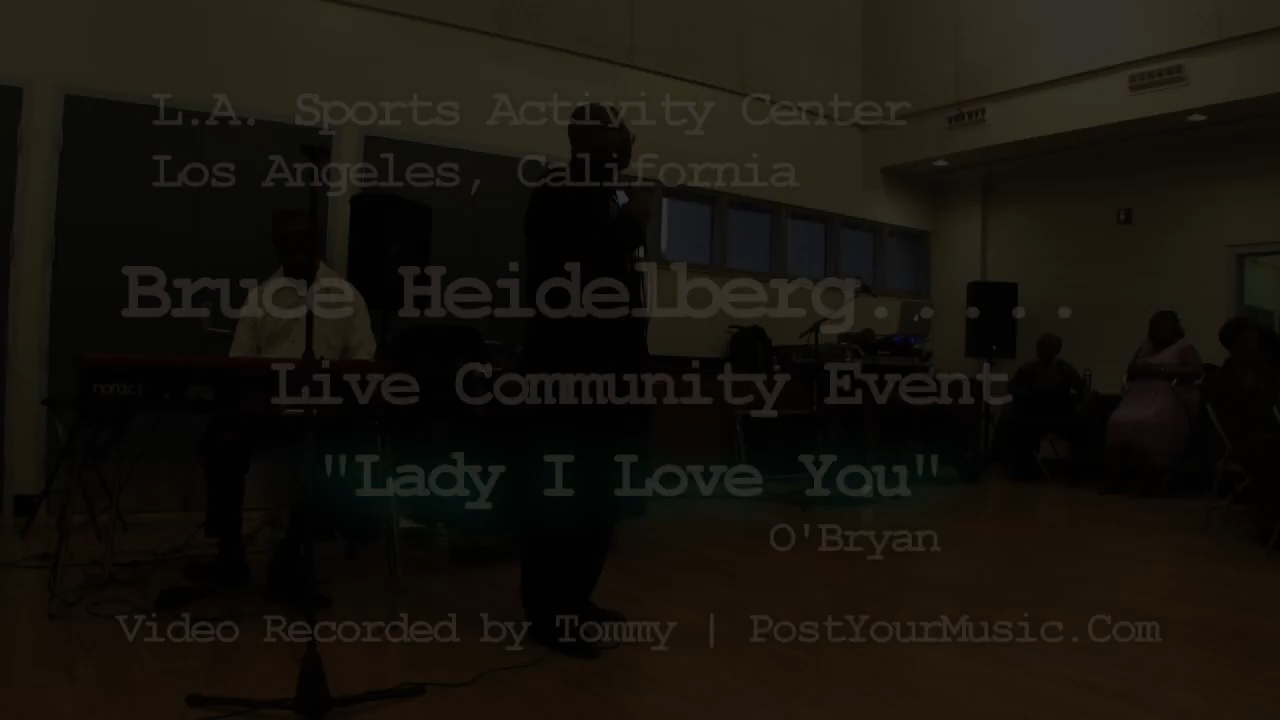 L.A. Sports Activity Center
Los Angeles, California
Bruce Heidelberg......
Live Community Event
"Lady I Love You"
O'Bryan
Video Recorded by Tommy | PostYourMusic.Com